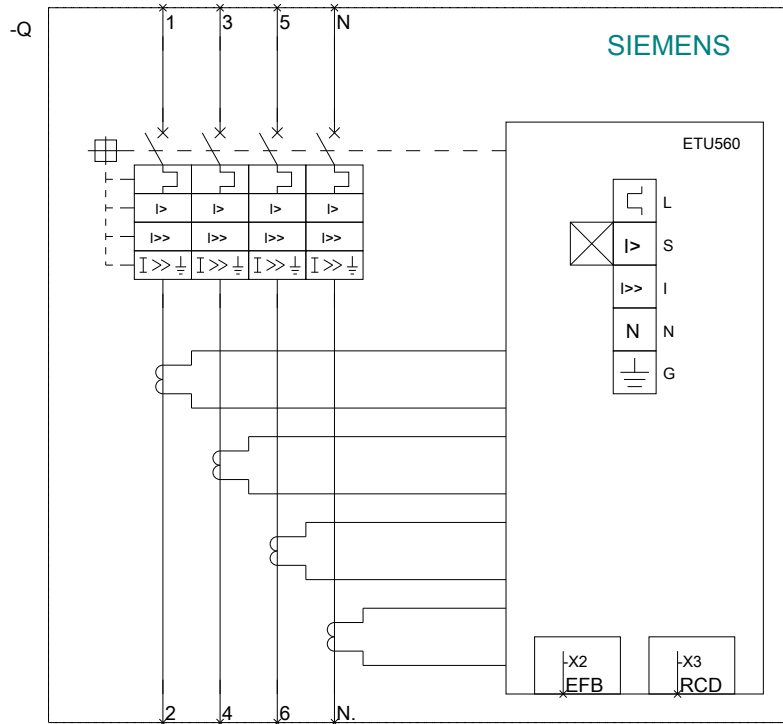 -Q
1 3 5 N
SIEMENS
ETU560
L
I> I> I> I> I> S
I>> I>> I>> I>> I>> I
I >> I >> I >> I >>
N N
G
-X2 -X3
EFB RCD
2 4 6 N.